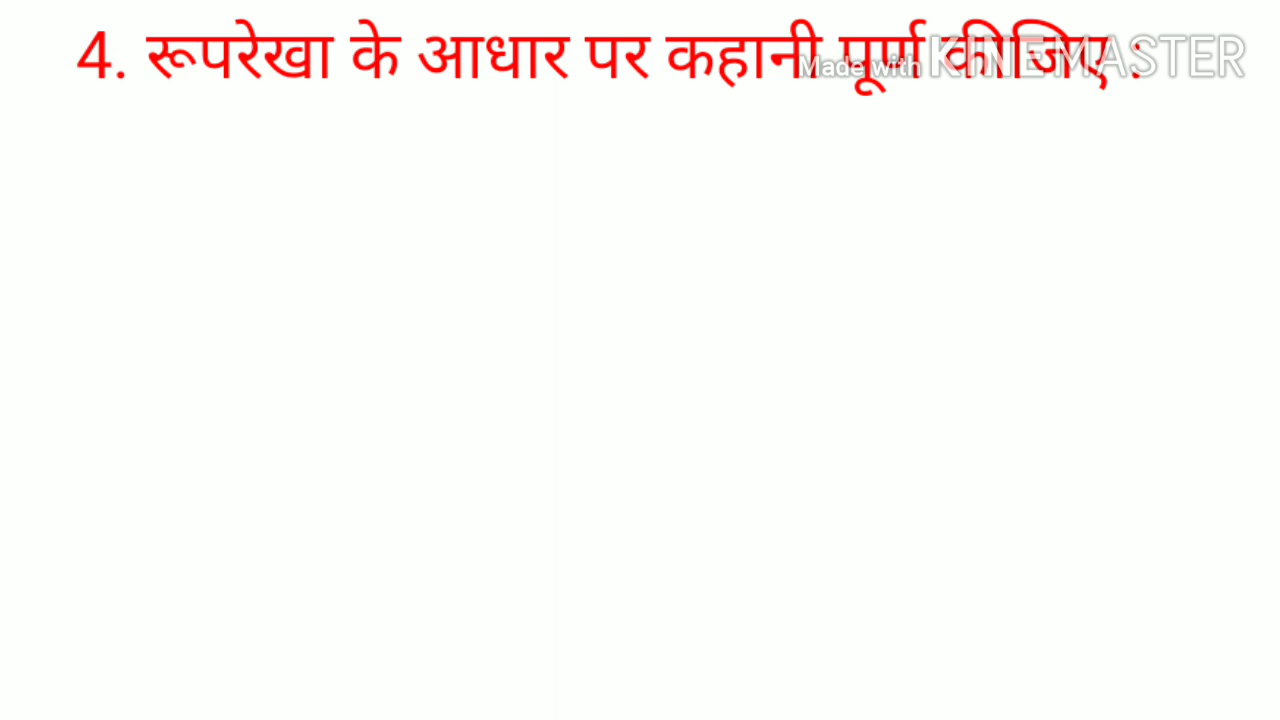 4. रूपरेखा के आधार पर कहानी पूर्ण कीजिए :
Made with KINEMASTER